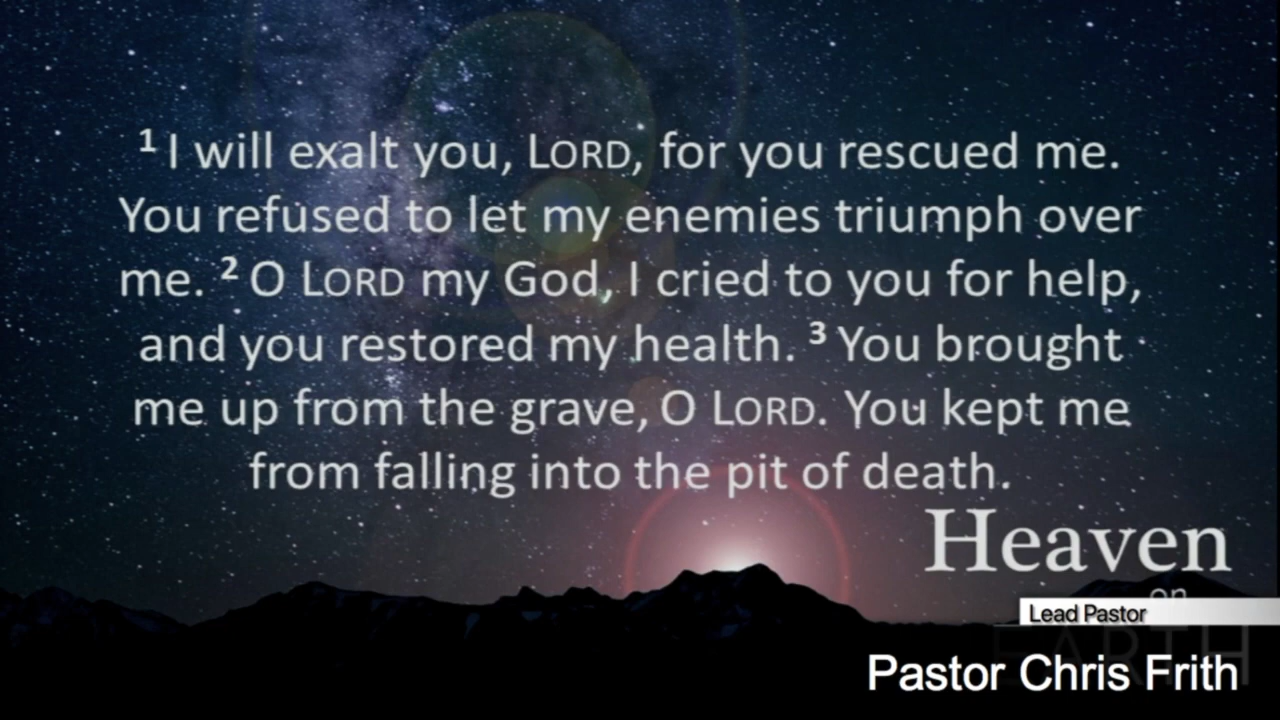 ¹ I will exalt you, LORD, for you rescued me.
You refused to let my enemies triumph over
me. ² O LORD my God, I cried to you for help,
and you restored my health. ³ You brought
me up from the grave, O LORD. You kept me
from falling into the pit of death.
Heaven
on
Lead Pastor
EARTH
Pastor Chris Frith